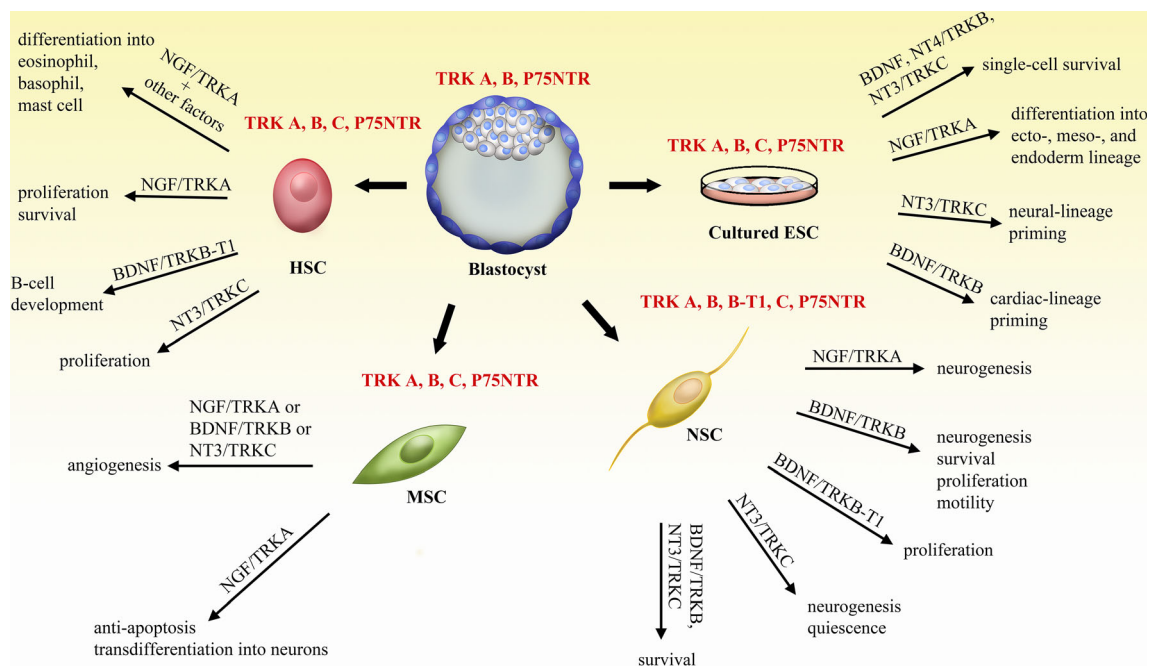 differentiation into
eosinophil,
basophil,
mast cell
NGF/TRKA
+
other factors
TRK A, B, C, P75NTR
proliferation
survival
NGF/TRKA
HSC
B-cell
development
BDNF/TRKB-T1
NT3/TRKC
proliferation
TRK A, B, P75NTR
Blastocyst
TRK A, B, C, P75NTR
Cultured ESC
BDNF, NT4/TRKB,
NT3/TRKC
single-cell survival
NGF/TRKA
differentiation into
ecto-, meso-, and
endoderm lineage
NT3/TRKC
neural-lineage
priming
BDNF/TRKB
cardiac-lineage
priming
TRK A, B, C, P75NTR
MSC
NGF/TRKA or
BDNF/TRKB or
NT3/TRKC
angiogenesis
NGF/TRKA
anti-apoptosis
transdifferentiation into neurons
TRK A, B, B-T1, C, P75NTR
NSC
NGF/TRKA
neurogenesis
BDNF/TRKB
neurogenesis
survival
proliferation
motility
BDNF/TRKB-T1
proliferation
NT3/TRKC
neurogenesis
quiescence
BDNF/TRKB,
NT3/TRKC
survival